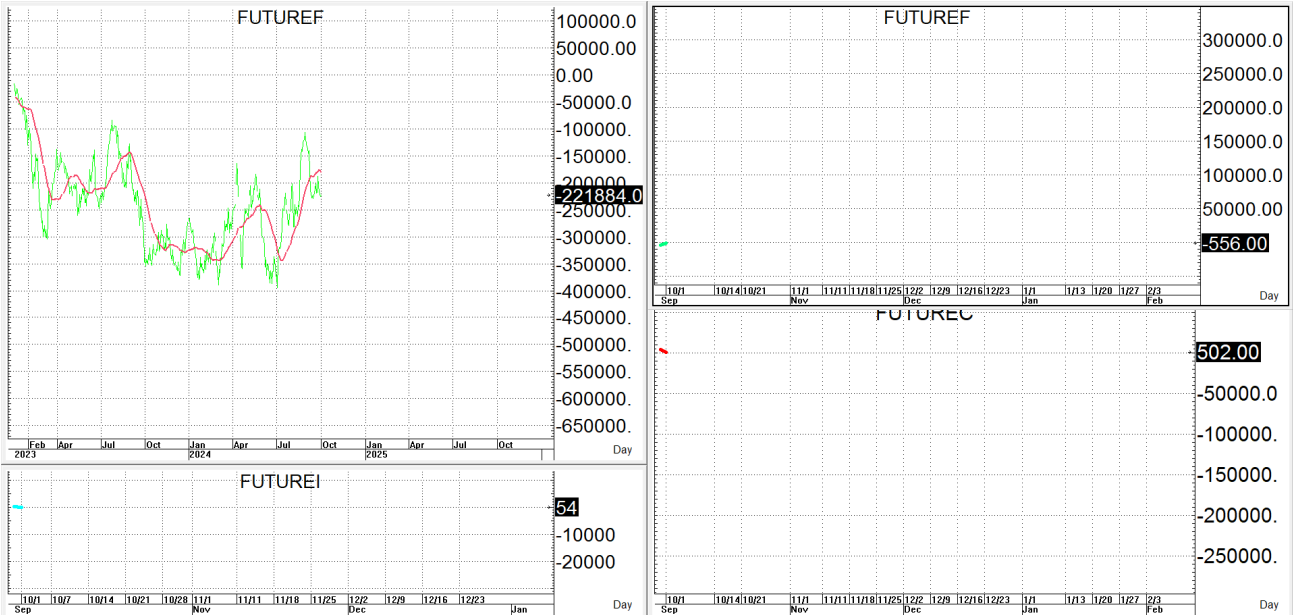 FUTUREF
100000.0
50000.00
0.00
-50000.0
-100000.
-150000.
-200000.
-221884.0
-250000.
-300000.
-350000.
-400000.
-450000.
-500000.
-550000.
-600000.
-650000.
Feb Apr Jul Oct Jan Apr Jul Oct Jan Apr Jul Oct
2023 2024 2025
Day
FUTUREI
54
-10000
-20000
10/1 10/7 10/14 10/21 10/28 11/1 11/11 11/18 11/25 12/2 12/9 12/16 12/23
Sep Nov Dec Jan
Day
FUTUREF
300000.0
250000.0
200000.0
150000.0
100000.0
50000.00
-556.00
10/1 10/14 10/21 11/1 11/11 11/18 11/25 12/2 12/9 12/16 12/23 1/1 1/13 1/20 1/27 2/3
Sep Nov Dec Jan Feb
Day
FUTUREC
502.00
-50000.0
-100000.
-150000.
-200000.
-250000.
10/1 10/14 10/21 11/1 11/11 11/18 11/25 12/2 12/9 12/16 12/23 1/1 1/13 1/20 1/27 2/3
Sep Nov Dec Jan Feb
Day